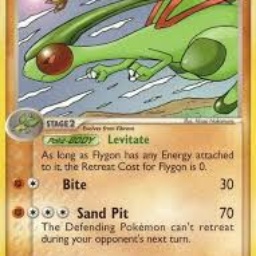 STAGE 2
Evolves from Vibrava
Poké-BODY Levitate
As long as Flygon has any Energy attached
to it, the Retreat Cost for Flygon is 0.
Bite 30
Sand Pit 70
The Defending Pokémon can't retreat
during your opponent's next turn.